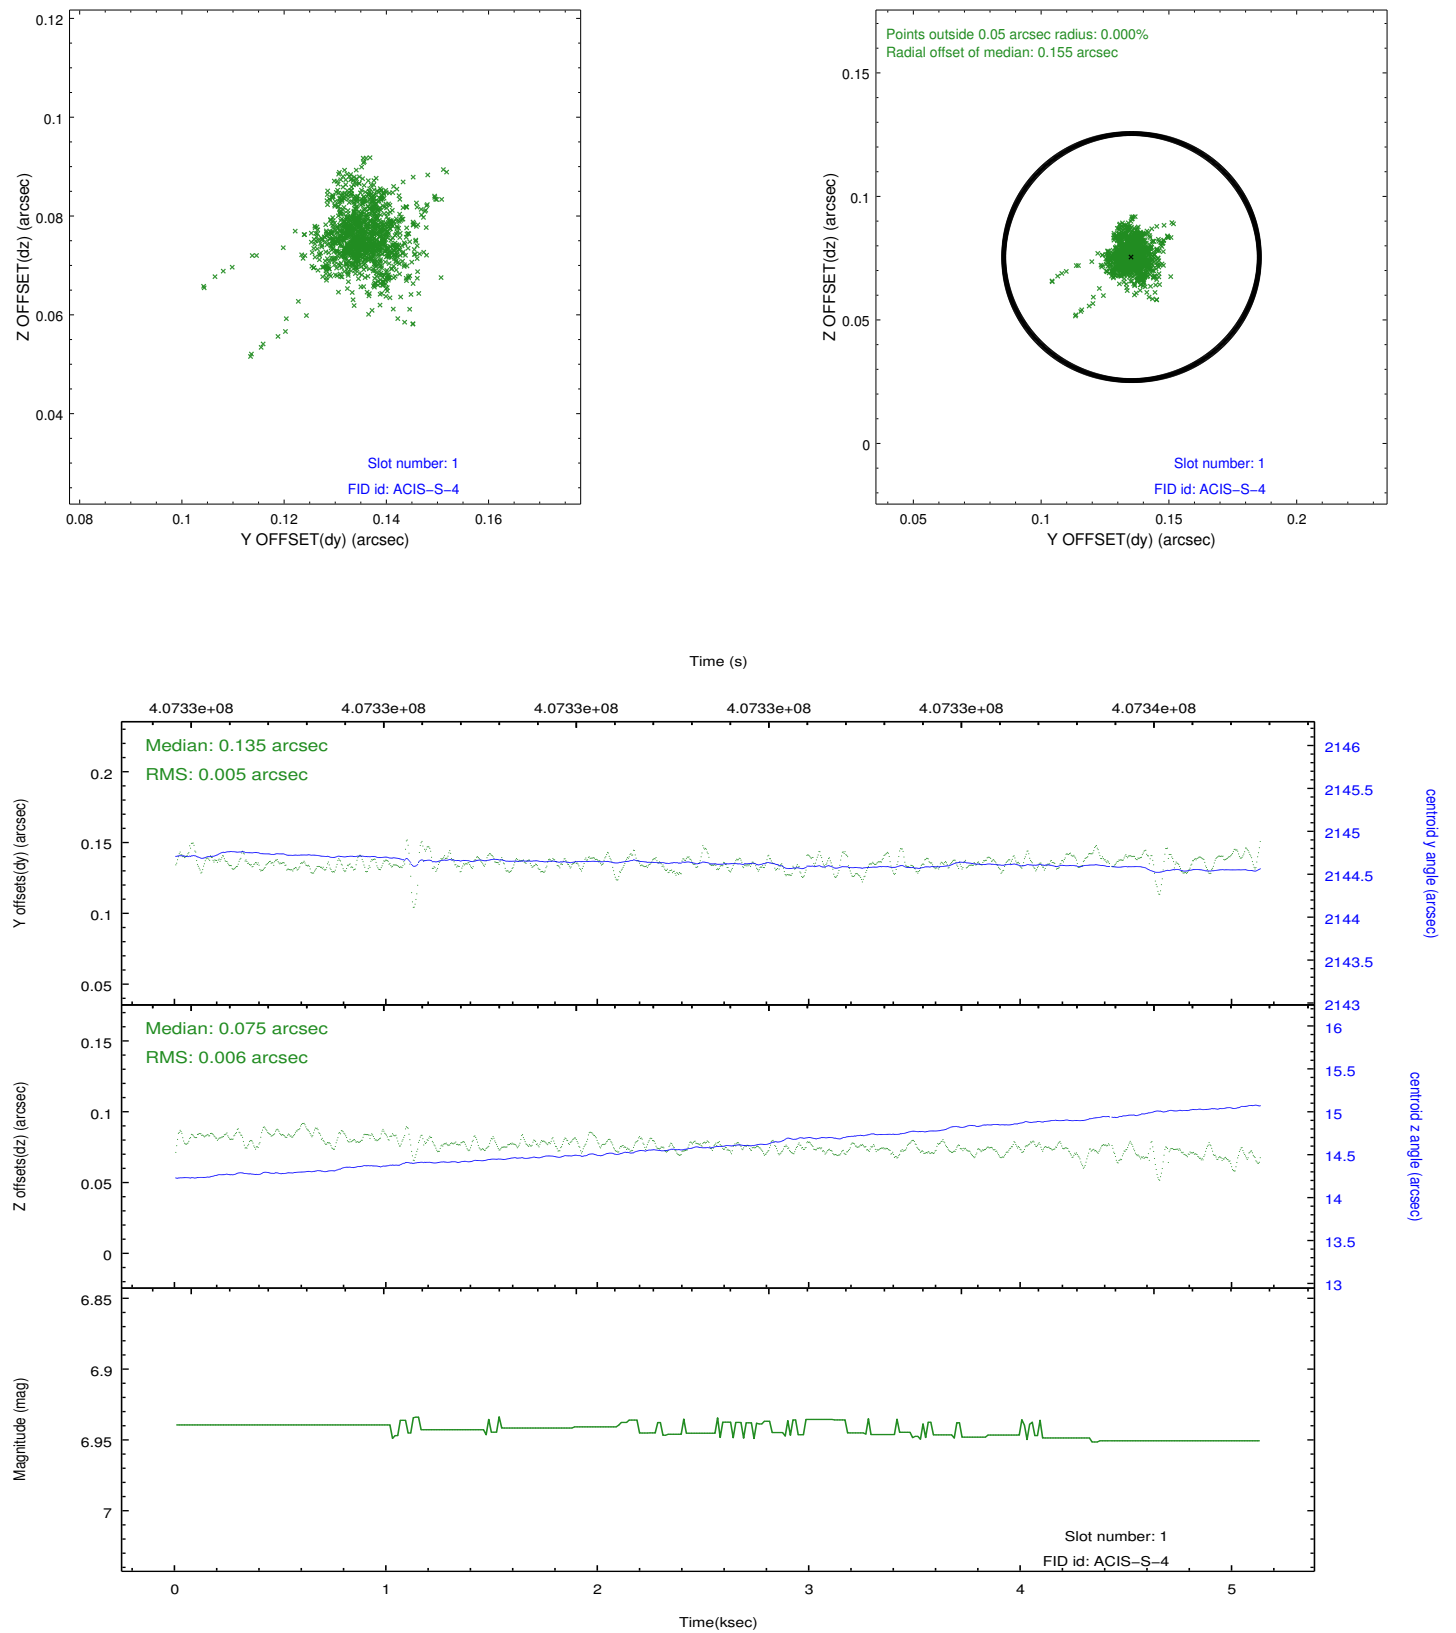 0.12
0.1
0.08
0.06
0.04
Z OFFSET(dz) (arcsec)
Slot number: 1
FID id: ACIS−S−4
0.08 0.1 0.12 0.14 0.16
Y OFFSET(dy) (arcsec)
Points outside 0.05 arcsec radius: 0.000%
Radial offset of median: 0.155 arcsec
0.15
0.1
0.05
0
Z OFFSET(dz) (arcsec)
Slot number: 1
FID id: ACIS−S−4
0.05 0.1 0.15 0.2
Y OFFSET(dy) (arcsec)
Time (s)
4.0733e+08 4.0733e+08 4.0733e+08 4.0733e+08 4.0733e+08 4.0734e+08
Median: 0.135 arcsec
RMS: 0.005 arcsec
0.2
0.15
0.1
0.05
Y offsets(dy) (arcsec)
2146
2145.5
2145
2144.5
2144
2143.5
2143
centroid y angle (arcsec)
Median: 0.075 arcsec
RMS: 0.006 arcsec
0.15
0.1
0.05
0
Z offsets(dz) (arcsec)
16
15.5
15
14.5
14
13.5
13
centroid z angle (arcsec)
6.85
6.9
6.95
7
Magnitude (mag)
Slot number: 1
FID id: ACIS−S−4
0 1 2 3 4 5
Time(ksec)